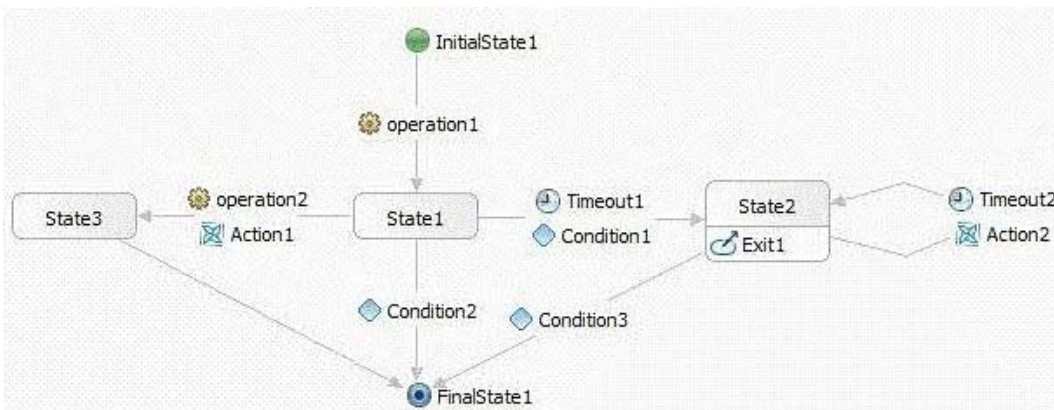 InitialState1
operation1
operation2
Timeout1
Timeout2
State3
State1
State2
Action1
Condition1
Exit1
Action2
Condition2
Condition3
FinalState1